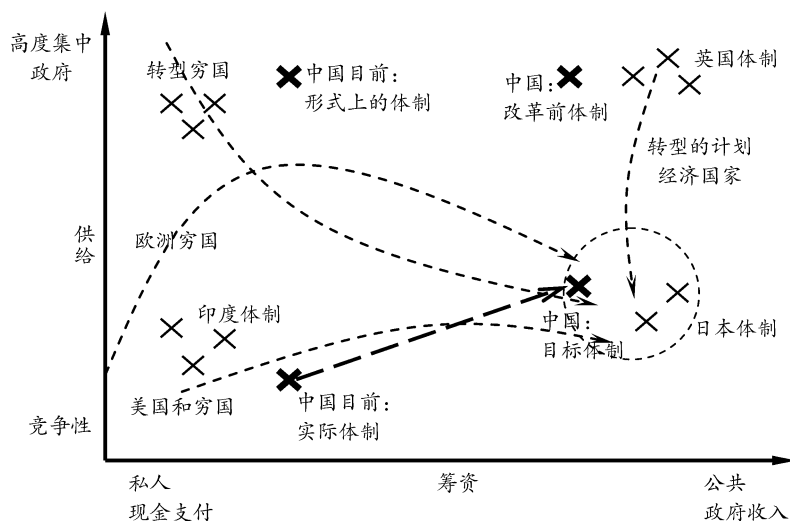 高度集中
政府
转型穷国
中国目前：
形式上的体制
中国：
改革前体制
英国体制
转型的计划
经济国家
供
给
欧洲穷国
印度体制
中国：
目标体制
日本体制
美国和穷国
中国目前：
实际体制
竞争性
私人
现金支付
筹资
公共
政府收入